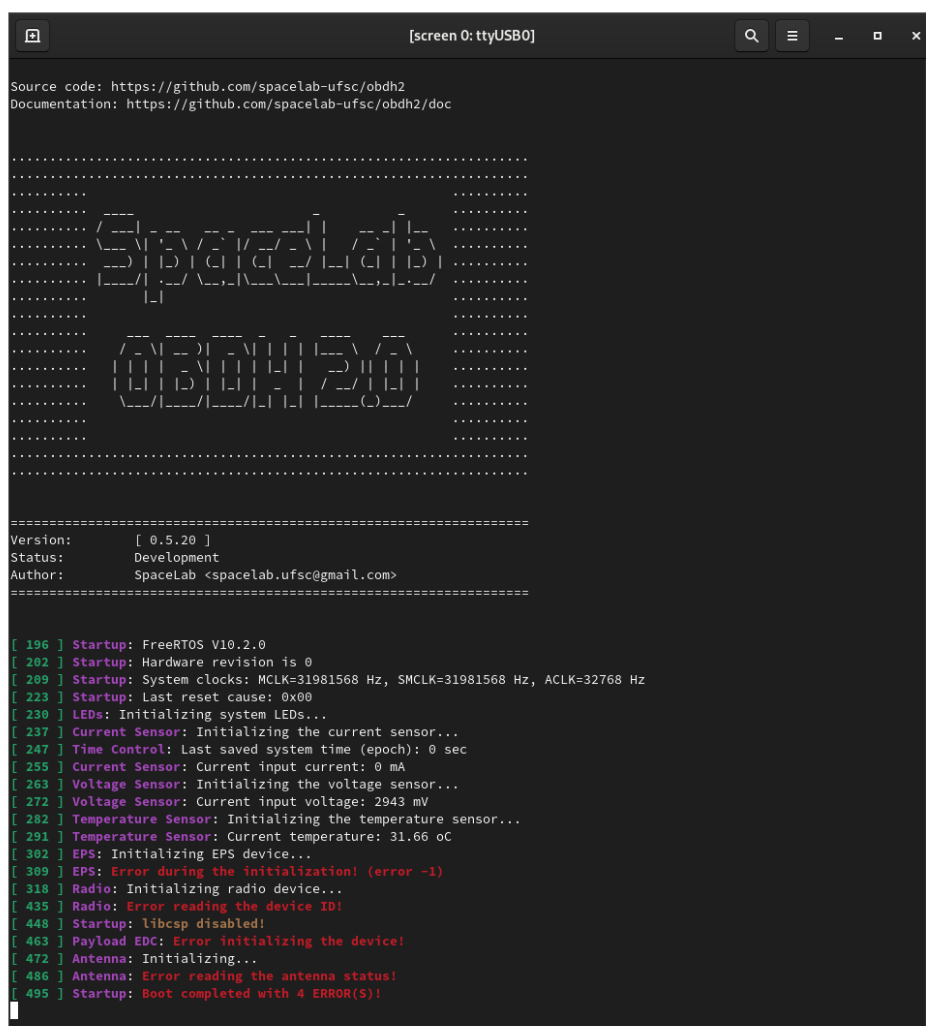 [screen 0: ttyUSB0]
Source code: https://github.com/spacelab-ufsc/obdh2
Documentation: https://github.com/spacelab-ufsc/obdh2/doc
SpaceLab
OBDH 2.0
Version: [ 0.5.20 ]
Status: Development
Author: SpaceLab <spacelab.ufsc@gmail.com>
[ 196 ] Startup: FreeRTOS V10.2.0
[ 202 ] Startup: Hardware revision is 0
[ 209 ] Startup: System clocks: MCLK=31981568 Hz, SMCLK=31981568 Hz, ACLK=32768 Hz
[ 223 ] Startup: Last reset cause: 0x00
[ 230 ] LEDs: Initializing system LEDs...
[ 237 ] Current Sensor: Initializing the current sensor...
[ 247 ] Time Control: Last saved system time (epoch): 0 sec
[ 255 ] Current Sensor: Current input current: 0 mA
[ 263 ] Voltage Sensor: Initializing the voltage sensor...
[ 272 ] Voltage Sensor: Current input voltage: 2943 mV
[ 282 ] Temperature Sensor: Initializing the temperature sensor...
[ 291 ] Temperature Sensor: Current temperature: 31.66 oC
[ 302 ] EPS: Initializing EPS device...
[ 309 ] EPS: Error during the initialization! (error -1)
[ 318 ] Radio: Initializing radio device...
[ 435 ] Radio: Error reading the device ID!
[ 448 ] Startup: libcsp disabled!
[ 463 ] Payload EDC: Error initializing the device!
[ 472 ] Antenna: Initializing...
[ 486 ] Antenna: Error reading the antenna status!
[ 495 ] Startup: Boot completed with 4 ERROR(S)!